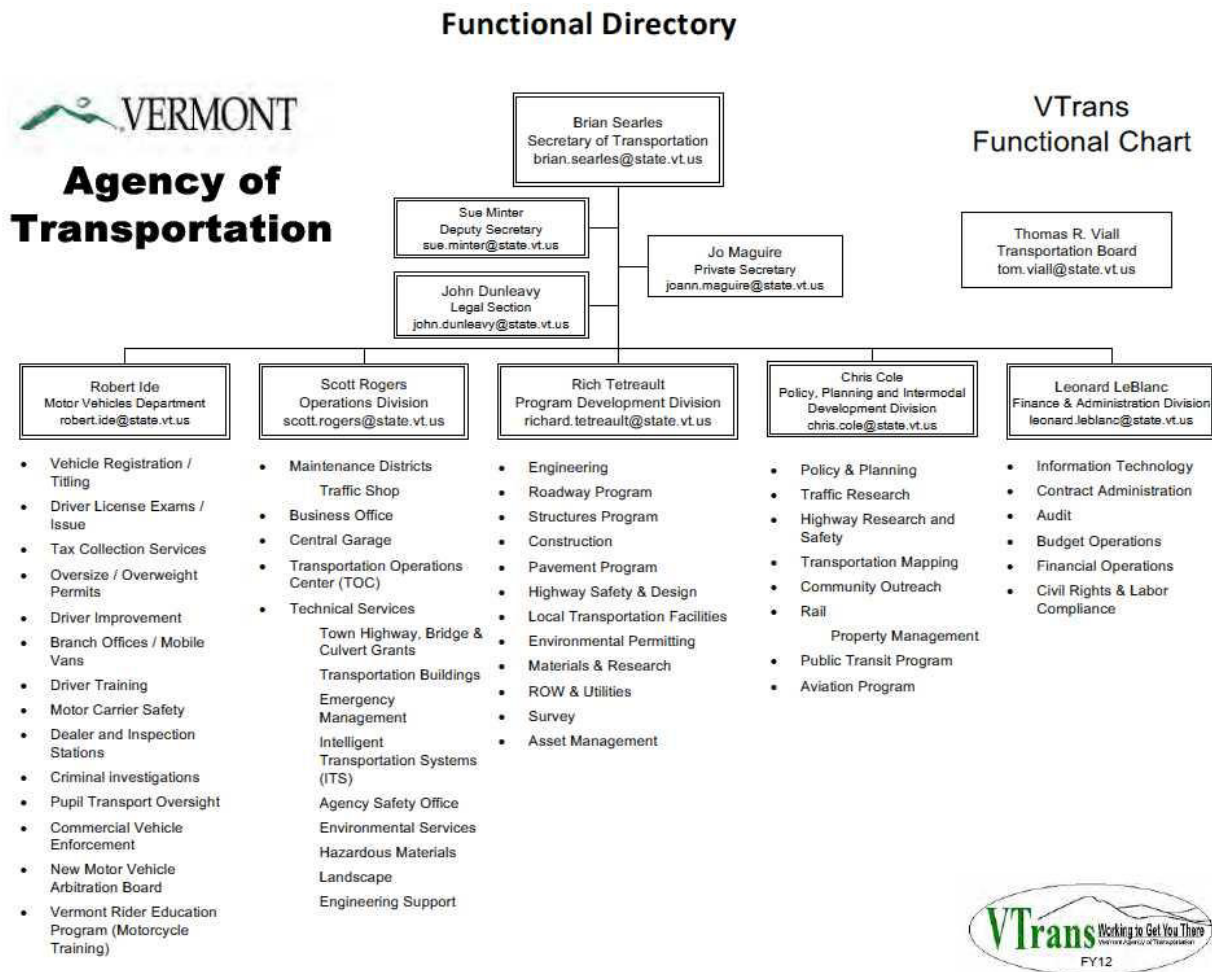 Functional Directory
VERMONT
Agency of
Transportation
VTrans
Functional Chart
Brian Searles
Secretary of Transportation
brian.searles@state.vt.us
Sue Minter
Deputy Secretary
sue.minter@state.vt.us
Jo Maguire
Private Secretary
joann.maguire@state.vt.us
Thomas R. Viall
Transportation Board
tom.viall@state.vt.us
John Dunleavy
Legal Section
john.dunleavy@state.vt.us
Robert Ide
Motor Vehicles Department
robert.ide@state.vt.us
• Vehicle Registration /
Titling
• Driver License Exams /
Issue
• Tax Collection Services
• Oversize / Overweight
Permits
• Driver Improvement
• Branch Offices / Mobile
Vans
• Driver Training
• Motor Carrier Safety
• Dealer and Inspection
Stations
• Criminal investigations
• Pupil Transport Oversight
• Commercial Vehicle
Enforcement
• New Motor Vehicle
Arbitration Board
• Vermont Rider Education
Program (Motorcycle
Training)
Scott Rogers
Operations Division
scott.rogers@state.vt.us
• Maintenance Districts
Traffic Shop
• Business Office
• Central Garage
• Transportation Operations
Center (TOC)
• Technical Services
Town Highway, Bridge &
Culvert Grants
Transportation Buildings
Emergency
Management
Intelligent
Transportation Systems
(ITS)
Agency Safety Office
Environmental Services
Hazardous Materials
Landscape
Engineering Support
Rich Tetreault
Program Development Division
richard.tetreault@state.vt.us
• Engineering
• Roadway Program
• Structures Program
• Construction
• Pavement Program
• Highway Safety & Design
• Local Transportation Facilities
• Environmental Permitting
• Materials & Research
• ROW & Utilities
• Survey
• Asset Management
Chris Cole
Policy, Planning and Intermodal
Development Division
chris.cole@state.vt.us
• Policy & Planning
• Traffic Research
• Highway Research and
Safety
• Transportation Mapping
• Community Outreach
• Rail
Property Management
• Public Transit Program
• Aviation Program
Leonard LeBlanc
Finance & Administration Division
leonard.leblanc@state.vt.us
• Information Technology
• Contract Administration
• Audit
• Budget Operations
• Financial Operations
• Civil Rights & Labor
Compliance
VTrans Working to Get You There
Vermont Agency of Transportation
FY12